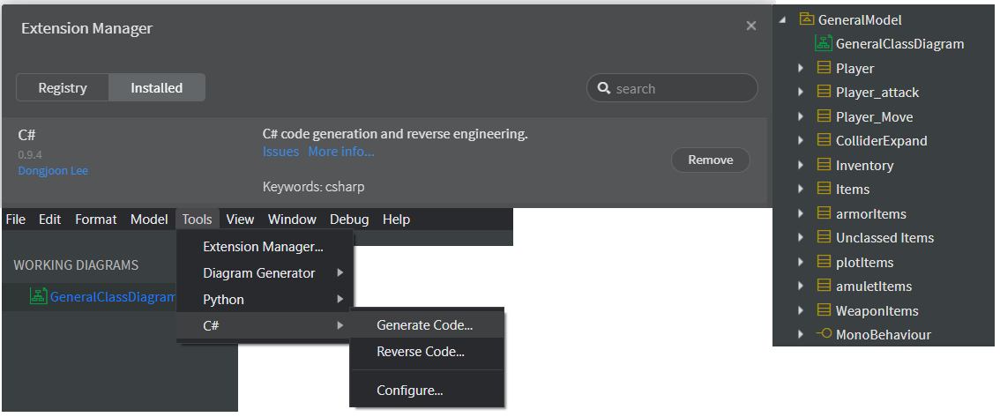 Extension Manager
Registry
Installed
search
C#
0.9.4
Dongjoon Lee
C# code generation and reverse engineering.
Issues More info...
Keywords: csharp
Remove
File Edit Format Model Tools View Window Debug Help
WORKING DIAGRAMS
GeneralClassDiagram
Extension Manager...
Diagram Generator
Python
C#
Generate Code...
Reverse Code...
Configure...
GeneralModel
GeneralClassDiagram
Player
Player_attack
Player_Move
ColliderExpand
Inventory
Items
armorItems
Unclassed Items
plotItems
amuletItems
WeaponItems
MonoBehaviour